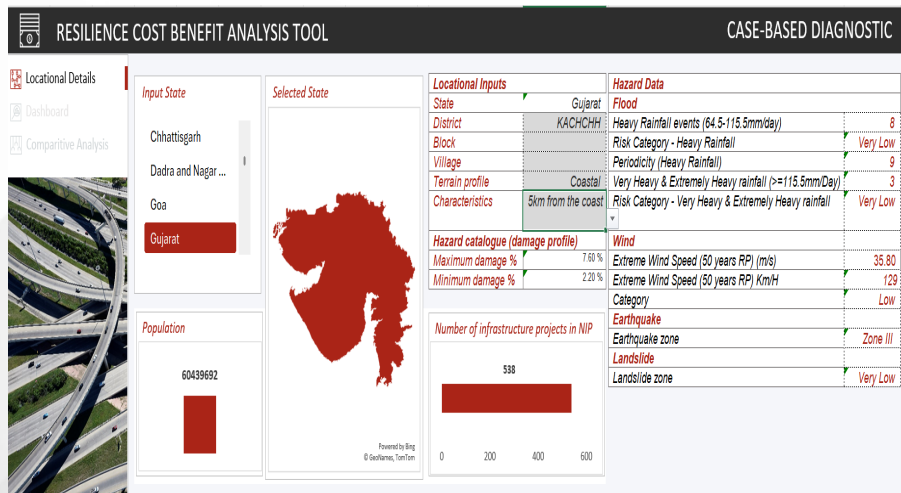 RESILIENCE COST BENEFIT ANALYSIS TOOL
CASE-BASED DIAGNOSTIC
Locational Details
Dashboard
Comparitive Analysis
Input State
Chhattisgarh
Dadra and Nagar ...
Goa
Gujarat
Selected State
Powered by Bing
© GeoNames, TomTom
Population
60439692
Locational Inputs
State Gujarat
District KACHCHH
Block
Village
Terrain profile Coastal
Characteristics 5km from the coast
Hazard catalogue (damage profile)
Maximum damage % 7.60 %
Minimum damage % 2.20 %
Number of infrastructure projects in NIP
538
0 200 400 600
Hazard Data
Flood
Heavy Rainfall events (64.5-115.5mm/day) 8
Risk Category - Heavy Rainfall Very Low
Periodicity (Heavy Rainfall) 9
Very Heavy & Extremely Heavy rainfall (>=115.5mm/Day) 3
Risk Category - Very Heavy & Extremely Heavy rainfall Very Low
Wind
Extreme Wind Speed (50 years RP) (m/s) 35.80
Extreme Wind Speed (50 years RP) Km/H 129
Category Low
Earthquake
Earthquake zone Zone III
Landslide
Landslide zone Very Low